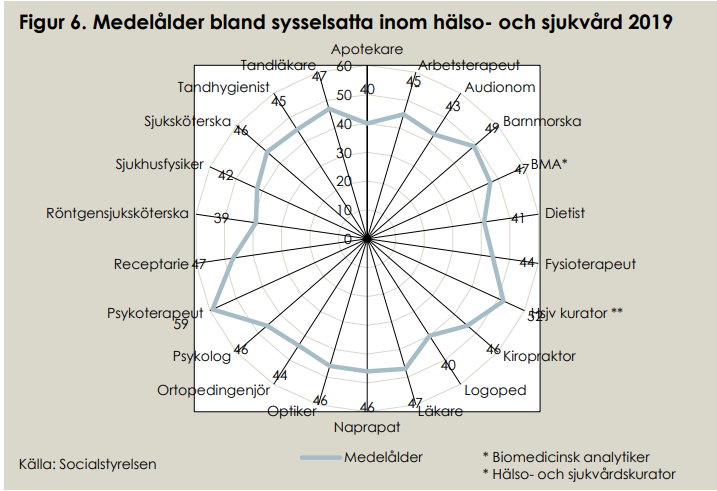 Figur 6. Medelålder bland sysselsatta inom hälso- och sjukvård 2019
Apotekare
Tandläkare
Arbetsterapeut
60
47
40
45
Tandhygienist
Audionom
45
50
43
Sjuksköterska
46
40
49
Barnmorska
Sjukhusfysiker
42
30
47
BMA*
20
Röntgensjuksköterska
39
10
41
Dietist
0
Receptarie
47
44
Fysioterapeut
Psykoterapeut
59
52
Hsjv kurator **
Psykolog
46
46
Kiropraktor
Ortopedingenjör
44
40
Logoped
Optiker
46
46
47
Läkare
Naprapat
Källa: Socialstyrelsen
Medelålder
* Biomedicinsk analytiker
* Hälso- och sjukvårdskurator